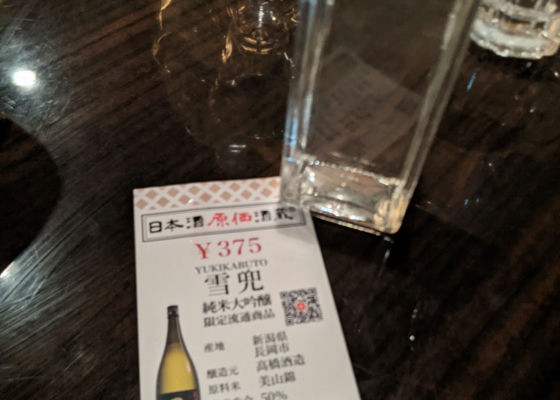 日本酒原価酒蔵
￥375
YUKIKABUTO
雪兜
純米大吟醸
限定流通商品
産地 新潟県
長岡市
醸造元 高橋酒造
原料米 美山錦
50%